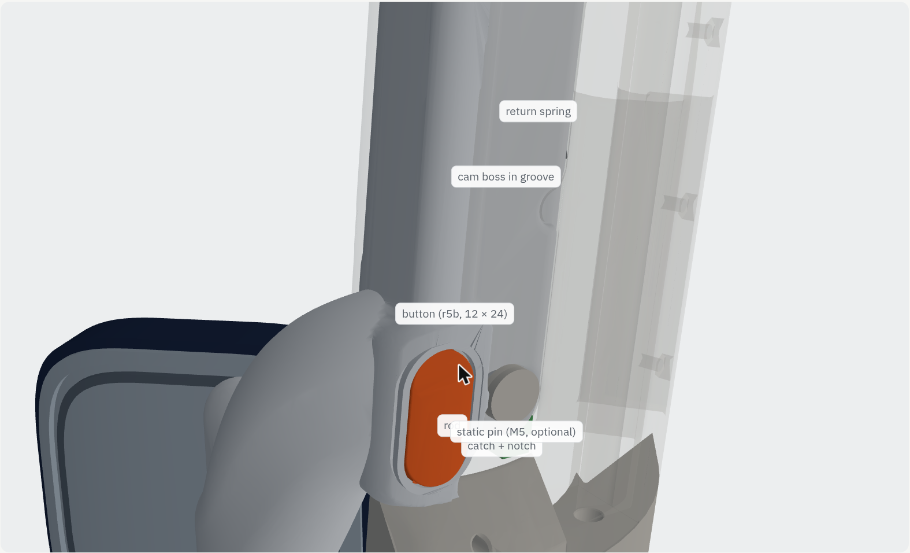 return spring
cam boss in groove
button (r5b, 12 × 24)
static pin (M5, optional)
catch + notch